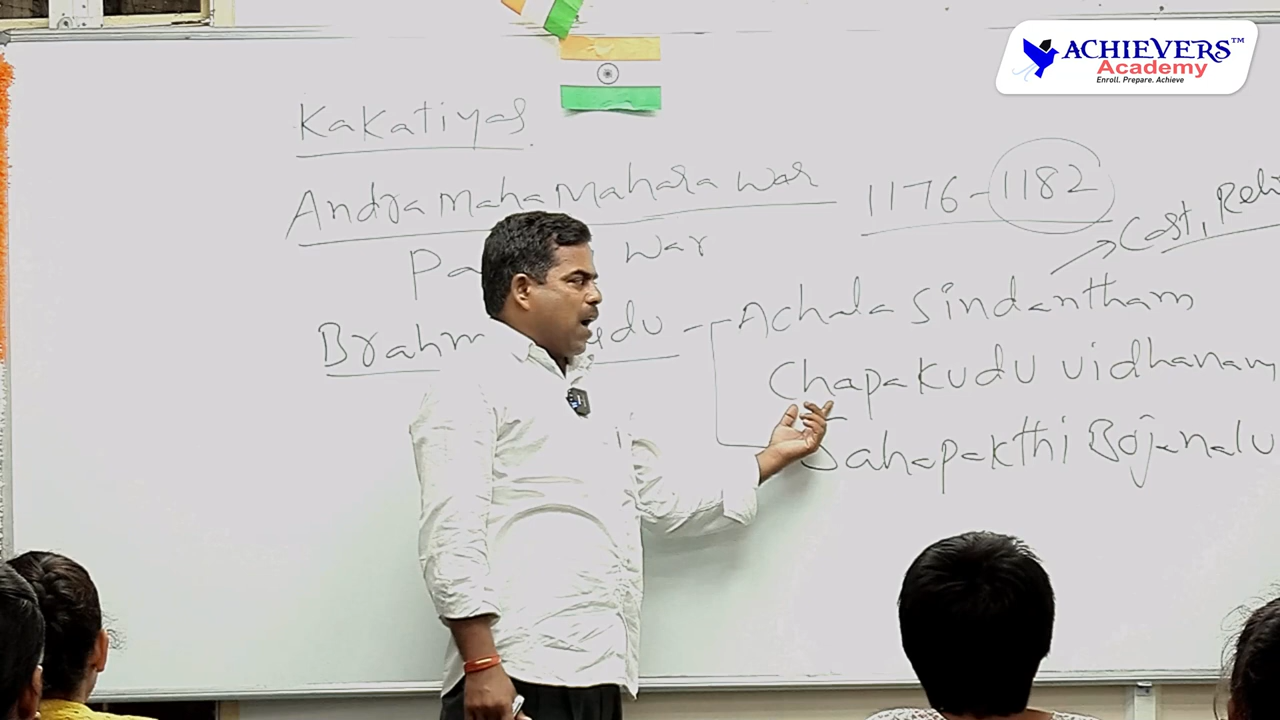 ACHIEVERS™
Academy
Enroll. Prepare. Achieve
Kakatiyas
Andra Maha Mahara war 1176-1182
war
Cast,
Achala Sindantham
Chapakudu vidhanam
Sahapakthi Bojanalu